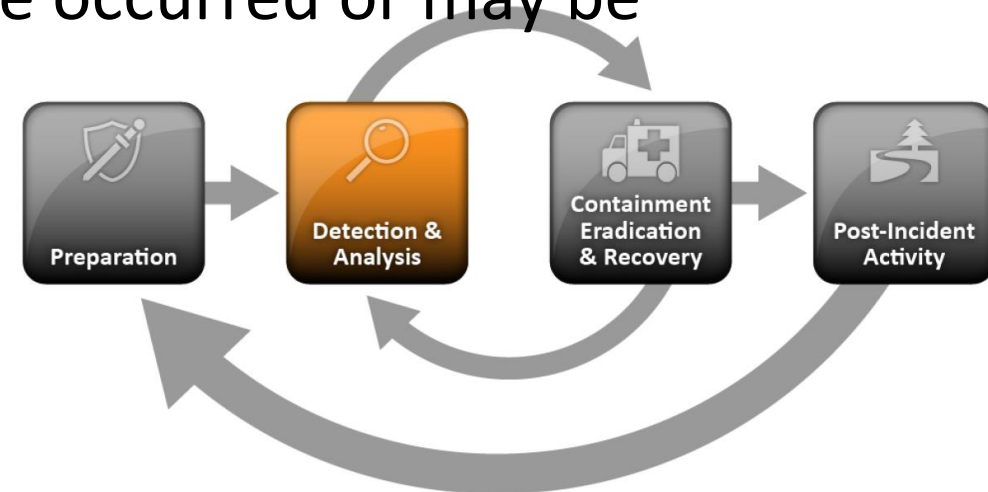 e occurred or may be
Preparation
Detection &
Analysis
Containment
Eradication
& Recovery
Post-Incident
Activity